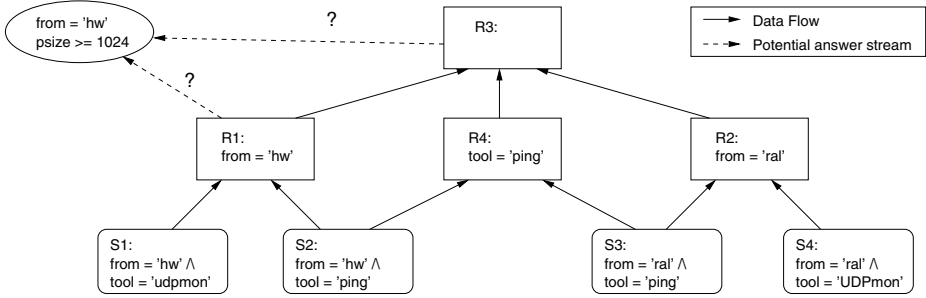 from = 'hw'
psize >= 1024
?
?
R3:
Data Flow
Potential answer stream
R1:
from = 'hw'
R4:
tool = 'ping'
R2:
from = 'ral'
S1:
from = 'hw' /\
tool = 'udpmon'
S2:
from = 'hw' /\
tool = 'ping'
S3:
from = 'ral' /\
tool = 'ping'
S4:
from = 'ral' /\
tool = 'UDPmon'